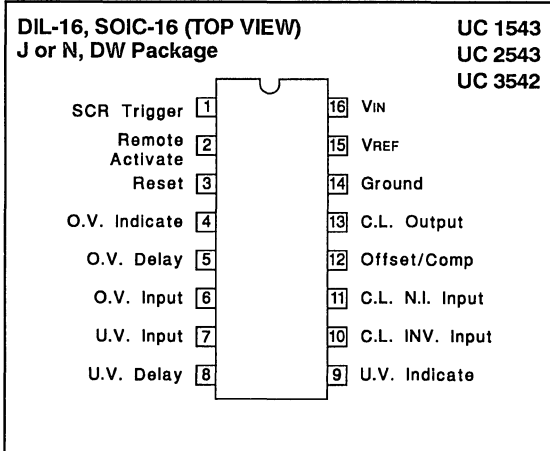 DIL-16, SOIC-16 (TOP VIEW)
J or N, DW Package
UC 1543
UC 2543
UC 3542
SCR Trigger 1
Remote Activate 2
Reset 3
O.V. Indicate 4
O.V. Delay 5
O.V. Input 6
U.V. Input 7
U.V. Delay 8
16 VIN
15 VREF
14 Ground
13 C.L. Output
12 Offset/Comp
11 C.L. N.I. Input
10 C.L. INV. Input
9 U.V. Indicate